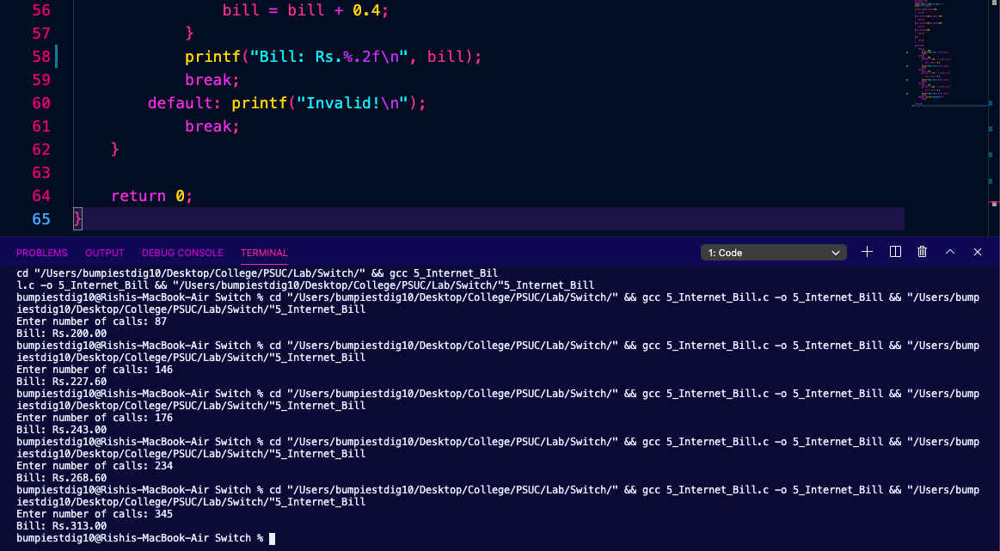 56 bill = bill + 0.4;
57 }
58 printf("Bill: Rs.%.2f\n", bill);
59 break;
60 default: printf("Invalid!\n");
61 break;
62 }
63
64 return 0;
65 }
PROBLEMS OUTPUT DEBUG CONSOLE TERMINAL 1: Code
cd "/Users/bumpiestdig10/Desktop/College/PSUC/Lab/Switch/" && gcc 5_Internet_Bil
l.c -o 5_Internet_Bill && "/Users/bumpiestdig10/Desktop/College/PSUC/Lab/Switch/"5_Internet_Bill
bumpiestdig10@Rishis-MacBook-Air Switch % cd "/Users/bumpiestdig10/Desktop/College/PSUC/Lab/Switch/" && gcc 5_Internet_Bill.c -o 5_Internet_Bill && "/Users/bump
iestdig10/Desktop/College/PSUC/Lab/Switch/"5_Internet_Bill
Enter number of calls: 87
Bill: Rs.200.00
bumpiestdig10@Rishis-MacBook-Air Switch % cd "/Users/bumpiestdig10/Desktop/College/PSUC/Lab/Switch/" && gcc 5_Internet_Bill.c -o 5_Internet_Bill && "/Users/bump
iestdig10/Desktop/College/PSUC/Lab/Switch/"5_Internet_Bill
Enter number of calls: 146
Bill: Rs.227.60
bumpiestdig10@Rishis-MacBook-Air Switch % cd "/Users/bumpiestdig10/Desktop/College/PSUC/Lab/Switch/" && gcc 5_Internet_Bill.c -o 5_Internet_Bill && "/Users/bump
iestdig10/Desktop/College/PSUC/Lab/Switch/"5_Internet_Bill
Enter number of calls: 176
Bill: Rs.243.00
bumpiestdig10@Rishis-MacBook-Air Switch % cd "/Users/bumpiestdig10/Desktop/College/PSUC/Lab/Switch/" && gcc 5_Internet_Bill.c -o 5_Internet_Bill && "/Users/bump
iestdig10/Desktop/College/PSUC/Lab/Switch/"5_Internet_Bill
Enter number of calls: 234
Bill: Rs.268.60
bumpiestdig10@Rishis-MacBook-Air Switch % cd "/Users/bumpiestdig10/Desktop/College/PSUC/Lab/Switch/" && gcc 5_Internet_Bill.c -o 5_Internet_Bill && "/Users/bump
iestdig10/Desktop/College/PSUC/Lab/Switch/"5_Internet_Bill
Enter number of calls: 345
Bill: Rs.313.00
bumpiestdig10@Rishis-MacBook-Air Switch %